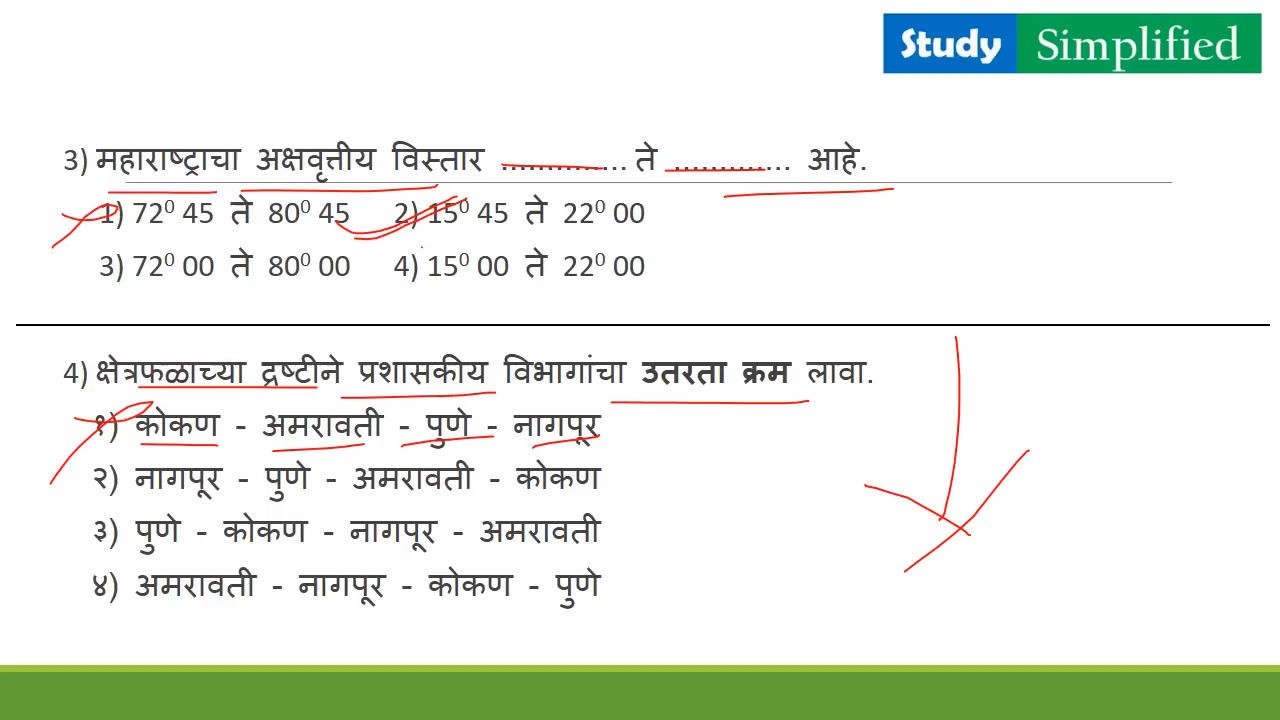 Study Simplified
3) महाराष्ट्राचा अक्षवृत्तीय विस्तार ............. ते ............. आहे.
1) 72⁰ 45 ते 80⁰ 45 2) 15⁰ 45 ते 22⁰ 00
3) 72⁰ 00 ते 80⁰ 00 4) 15⁰ 00 ते 22⁰ 00
4) क्षेत्रफळाच्या द्रष्टीने प्रशासकीय विभागांचा उतरता क्रम लावा.
१) कोकण - अमरावती - पुणे - नागपूर
२) नागपूर - पुणे - अमरावती - कोकण
३) पुणे - कोकण - नागपूर - अमरावती
४) अमरावती - नागपूर - कोकण - पुणे